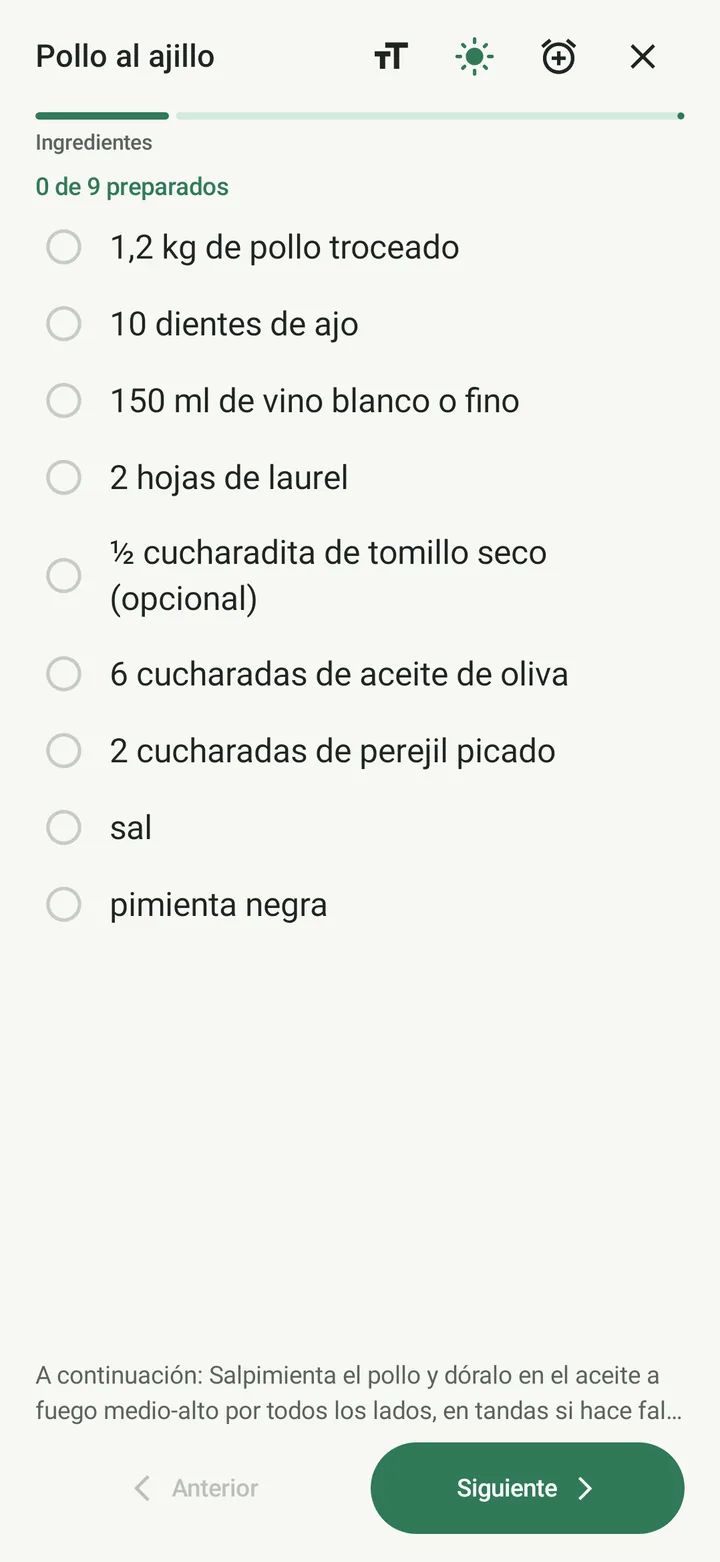 Pollo al ajillo
Ingredientes
0 de 9 preparados
1,2 kg de pollo troceado
10 dientes de ajo
150 ml de vino blanco o fino
2 hojas de laurel
½ cucharadita de tomillo seco
(opcional)
6 cucharadas de aceite de oliva
2 cucharadas de perejil picado
sal
pimienta negra
A continuación: Salpimienta el pollo y dóralo en el aceite a
fuego medio-alto por todos los lados, en tandas si hace fal...
Anterior
Siguiente